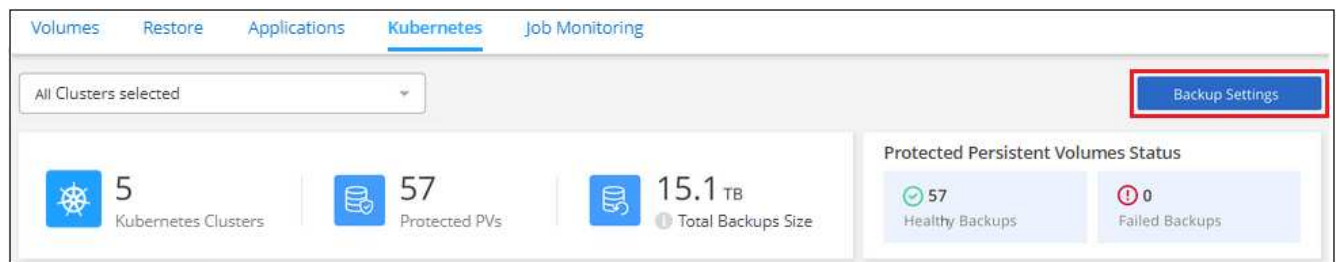 Volumes Restore Applications Kubernetes Job Monitoring
All Clusters selected
Backup Settings
5
Kubernetes Clusters
57
Protected PVs
15.1 TB
Total Backups Size
Protected Persistent Volumes Status
57
Healthy Backups
0
Failed Backups